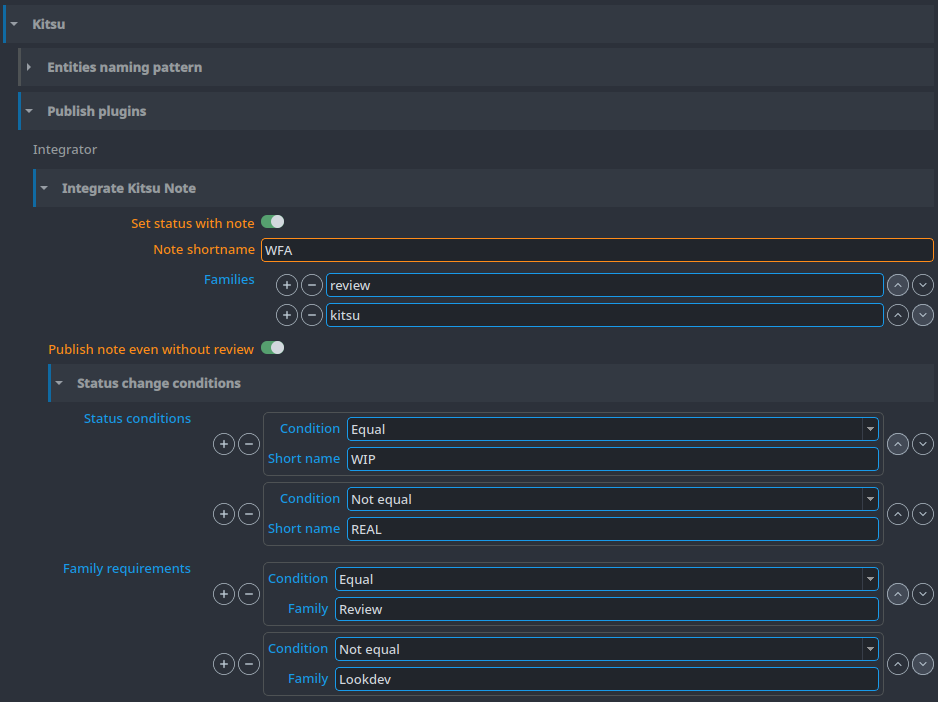 Kitsu
Entities naming pattern
Publish plugins
Integrator
Integrate Kitsu Note
Set status with note
Note shortname WFA
Families review
kitsu
Publish note even without review
Status change conditions
Status conditions
Condition Equal
Short name WIP
Condition Not equal
Short name REAL
Family requirements
Condition Equal
Family Review
Condition Not equal
Family Lookdev